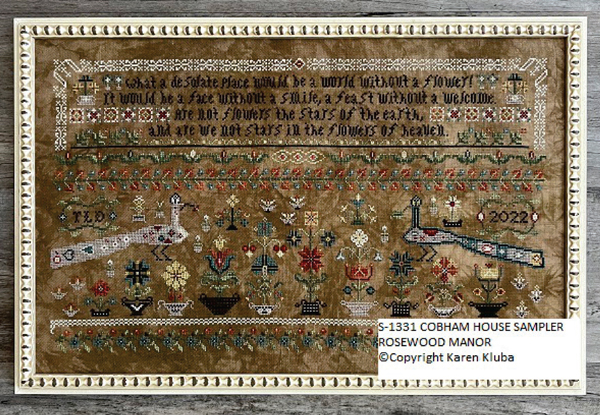 What a desolate place would be a world without a flower!
It would be a face without a smile, a feast without a welcome.
Are not flowers the stars of the earth,
and are we not stars in the flowers of heaven.
TLD
2022
S-1331 COBHAM HOUSE SAMPLER
ROSEWOOD MANOR
©Copyright Karen Kluba